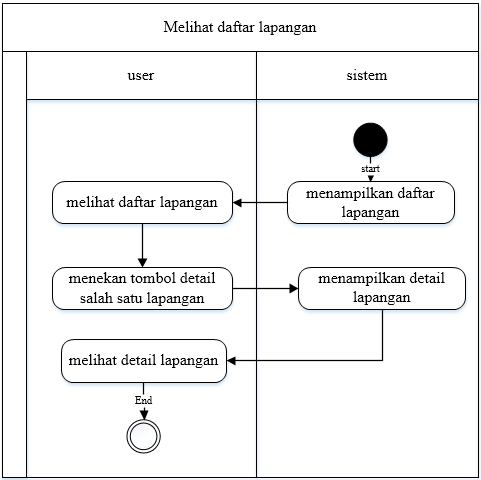 Melihat daftar lapangan
user
sistem
start
menampilkan daftar
lapangan
melihat daftar lapangan
menekan tombol detail
salah satu lapangan
menampilkan detail
lapangan
melihat detail lapangan
End